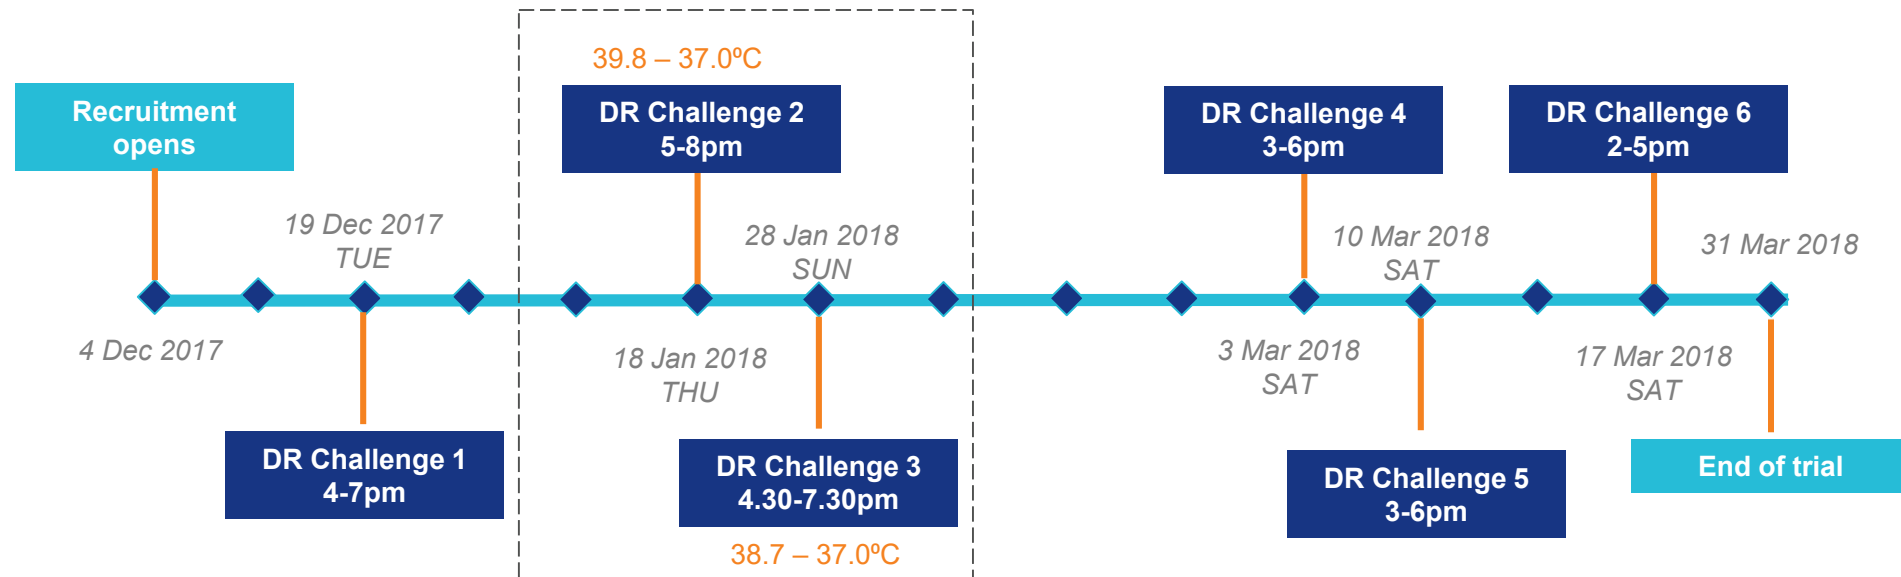 39.8 – 37.0ºC
Recruitment
opens
DR Challenge 2
5-8pm
DR Challenge 4
3-6pm
DR Challenge 6
2-5pm
19 Dec 2017
TUE
28 Jan 2018
SUN
10 Mar 2018
SAT
31 Mar 2018
4 Dec 2017
18 Jan 2018
THU
3 Mar 2018
SAT
17 Mar 2018
SAT
DR Challenge 1
4-7pm
DR Challenge 3
4.30-7.30pm
DR Challenge 5
3-6pm
End of trial
38.7 – 37.0ºC